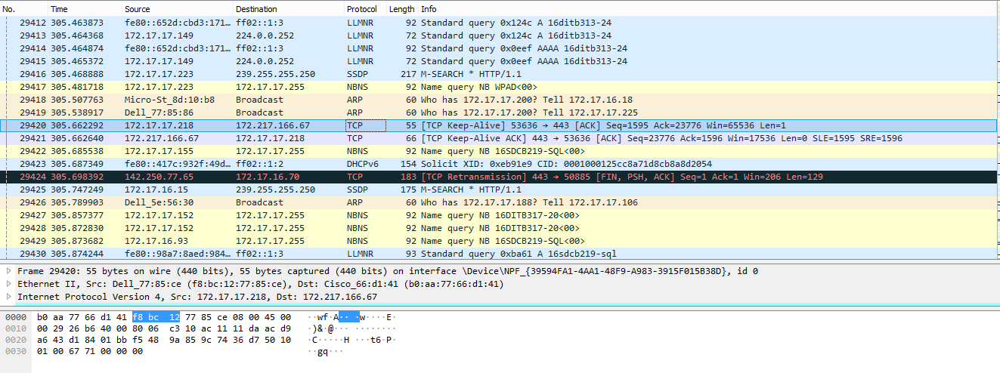 No. Time Source Destination Protocol Length Info
29412 305.463873 fe80::652d:cbd3:171… ff02::1:3 LLMNR 92 Standard query 0x124c A 16ditb313-24
29413 305.464368 172.17.17.149 224.0.0.252 LLMNR 72 Standard query 0x124c A 16ditb313-24
29414 305.464874 fe80::652d:cbd3:171… ff02::1:3 LLMNR 92 Standard query 0x0eef AAAA 16ditb313-24
29415 305.465372 172.17.17.149 224.0.0.252 LLMNR 72 Standard query 0x0eef AAAA 16ditb313-24
29416 305.468888 172.17.17.223 239.255.255.250 SSDP 217 M-SEARCH * HTTP/1.1
29417 305.481718 172.17.17.223 172.17.17.255 NBNS 92 Name query NB WPAD<00>
29418 305.507763 Micro-St_8d:10:b8 Broadcast ARP 60 Who has 172.17.17.200? Tell 172.17.16.18
29419 305.538917 Dell_77:85:86 Broadcast ARP 60 Who has 172.17.17.200? Tell 172.17.17.225
29420 305.662292 172.17.17.218 172.217.166.67 TCP 55 [TCP Keep-Alive] 53636 → 443 [ACK] Seq=1595 Ack=23776 Win=65536 Len=1
29421 305.662640 172.217.166.67 172.17.17.218 TCP 66 [TCP Keep-Alive ACK] 443 → 53636 [ACK] Seq=23776 Ack=1596 Win=17536 Len=0 SLE=1595 SRE=1596
29422 305.685538 172.17.17.155 172.17.17.255 NBNS 92 Name query NB 16SDCB219-SQL<00>
29423 305.687349 fe80::417c:932f:49d… ff02::1:2 DHCPv6 154 Solicit XID: 0xeb91e9 CID: 0001000125cc8a71d8cb8a8d2054
29424 305.698392 142.250.77.65 172.17.16.70 TCP 183 [TCP Retransmission] 443 → 50885 [FIN, PSH, ACK] Seq=1 Ack=1 Win=206 Len=129
29425 305.747249 172.17.16.15 239.255.255.250 SSDP 175 M-SEARCH * HTTP/1.1
29426 305.789903 Dell_5e:56:30 Broadcast ARP 60 Who has 172.17.17.188? Tell 172.17.17.106
29427 305.857377 172.17.17.152 172.17.17.255 NBNS 92 Name query NB 16DITB317-20<00>
29428 305.872830 172.17.17.152 172.17.17.255 NBNS 92 Name query NB 16DITB317-20<00>
29429 305.873682 172.17.16.93 172.17.17.255 NBNS 92 Name query NB 16SDCB219-SQL<00>
29430 305.874244 fe80::98a7:8aed:984… ff02::1:3 LLMNR 93 Standard query 0xba61 A 16sdcb219-sql
Frame 29420: 55 bytes on wire (440 bits), 55 bytes captured (440 bits) on interface \Device\NPF_{39594FA1-4AA1-48F9-A983-3915F015B38D}, id 0
Ethernet II, Src: Dell_77:85:ce (f8:bc:12:77:85:ce), Dst: Cisco_66:d1:41 (b0:aa:77:66:d1:41)
Internet Protocol Version 4, Src: 172.17.17.218, Dst: 172.217.166.67
0000 b0 aa 77 66 d1 41 f8 bc 12 77 85 ce 08 00 45 00 ··wf·A·· ·w····E·
0010 00 29 26 b6 40 00 80 06 c3 10 ac 11 11 da ac d9 ·)&·@··· ········
0020 a6 43 d1 84 01 bb f5 48 9a 85 9c 74 36 d7 50 10 ·C·····H ···t6·P·
0030 01 00 67 71 00 00 00 ··gq···